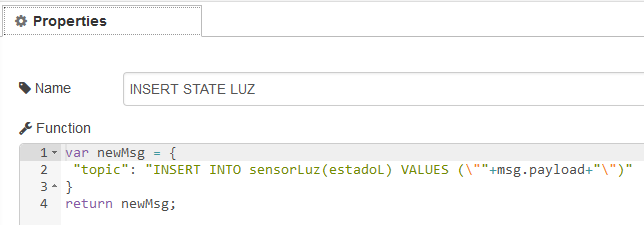 Properties
Name
INSERT STATE LUZ
Function
1 var newMsg = {
2 "topic": "INSERT INTO sensorLuz(estadoL) VALUES (\""+msg.payload+"\")"
3 }
4 return newMsg;